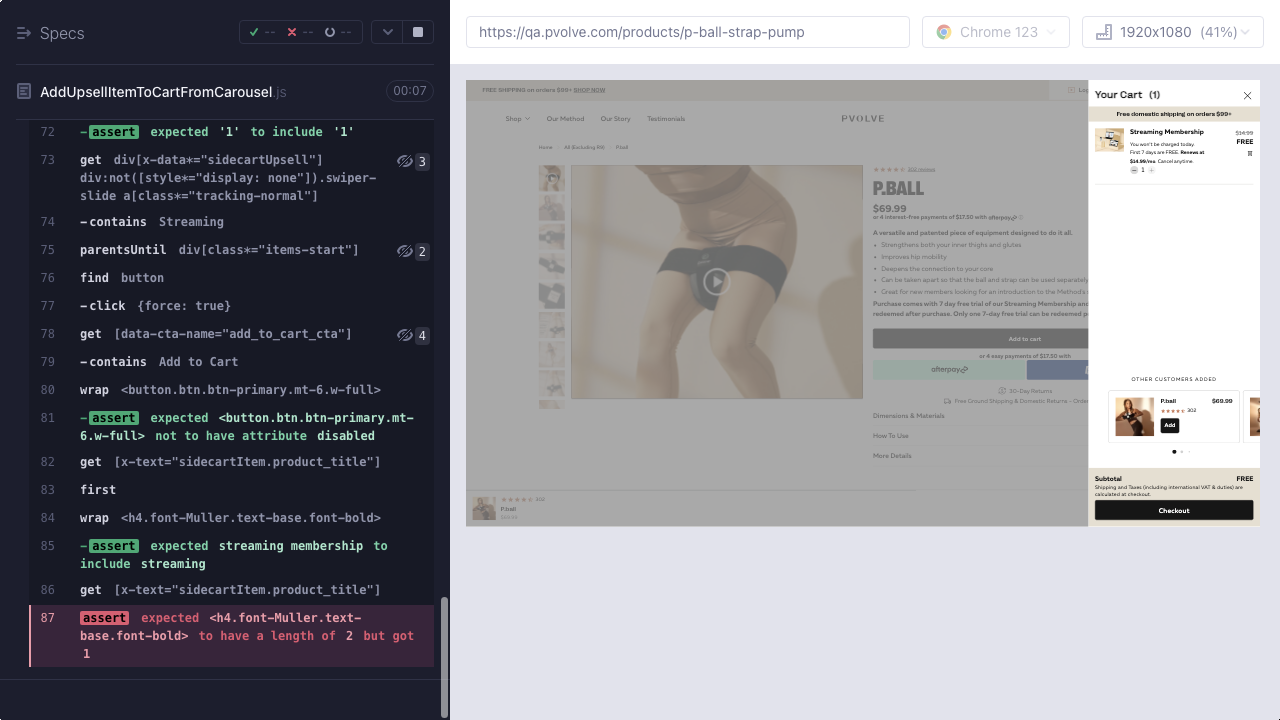 Specs
--
--
--
AddUpsellItemToCartFromCarousel.js
00:07
72 -assert expected '1' to include '1'
73 get div[x-data*="sidecartUpsell"] 3
div:not([style*="display: none"]).swiper-
slide a[class*="tracking-normal"]
74 -contains Streaming
75 parentsUntil div[class*="items-start"] 2
76 find button
77 -click {force: true}
78 get [data-ctaname="add_to_cart_cta"] 4
79 -contains Add to Cart
80 wrap <button.btn.btn-primary.mt-6.w-full>
81 -assert expected <button.btn.btn-primary.mt-
6.w-full> not to have attribute disabled
82 get [x-text="sidecartItem.product_title"]
83 first
84 wrap <h4.font-Muller.text-base.font-bold>
85 -assert expected streaming membership to
include streaming
86 get [x-text="sidecartItem.product_title"]
87 assert expected <h4.font-Muller.text-
base.font-bold> to have a length of 2 but got
1
https://qa.pvolve.com/products/p-ball-strap-pump
Chrome 123
1920x1080 (41%)
FREE SHIPPING on orders $99+ SHOP NOW
Shop
Our Method
Our Story
Testimonials
PVOLVE
Home
P.ball
302 reviews
P.BALL
$69.99
or 4 interest-free payments of $17.50 with afterpay
A versatile and patented piece of equipment designed to do it all.
Strengthens both your inner thighs and glutes
Improves hip mobility
Deepens the connection to your core
Can be taken apart so that the ball and strap can be used separately
Great for new members looking for an introduction to the Method's
Purchase comes with 7 day free trial of our Streaming Membership and
redeemed after purchase. Only one 7-day free trial can be redeemed p
Add to cart
or 4 easy payments of $17.50 with
afterpay
30-Day Returns
Free Ground Shipping & Domestic Returns - Orde
Dimensions & Materials
How To Use
More Details
302
P.ball
Your Cart (1)
Free domestic shipping on orders $99+
Streaming Membership
$14.99
FREE
You won't be charged today.
First 7 days are FREE. Renews at
$14.99/mo. Cancel anytime.
1
OTHER CUSTOMERS ADDED
P.ball
$69.99
302
Add
Subtotal
FREE
Shipping and Taxes (including international VAT & duties) are
calculated at checkout.
Checkout